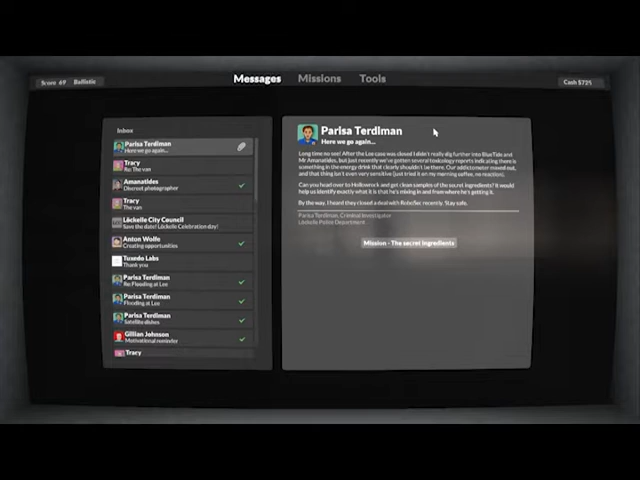 Score 69 Ballistic
Messages Missions Tools
Cash $725
Inbox
Parisa Terdiman
Here we go again...
Tracy
Re: The van
Amanatides
Discreet photographer
Tracy
The van
Löckelle City Council
Save the date! Löckelle Celebration day!
Anton Wolfe
Creating opportunities
Tuxedo Labs
Thank you
Parisa Terdiman
Re: Flooding at Lee
Parisa Terdiman
Flooding at Lee
Parisa Terdiman
Satellite dishes
Gillian Johnson
Motivational reminder
Tracy
Parisa Terdiman
Here we go again...
Long time no see! After the Lee case was closed I didn't really dig further into BlueTide and
Mr Amanatides, but just recently we've gotten several toxicology reports indicating there is
something in the energy drink that clearly shouldn't be there. Our addictometer maxed out,
and that thing isn't even very sensitive (just tried it on my morning coffee, no reaction).
Can you head over to Hollowrock and get clean samples of the secret ingredients? It would
help us identify exactly what it is that he's mixing in and from where he's getting it.
By the way, I heard they closed a deal with RoboSec recently. Stay safe.
Parisa Terdiman, Criminal Investigator
Löckelle Police Department
Mission - The secret ingredients